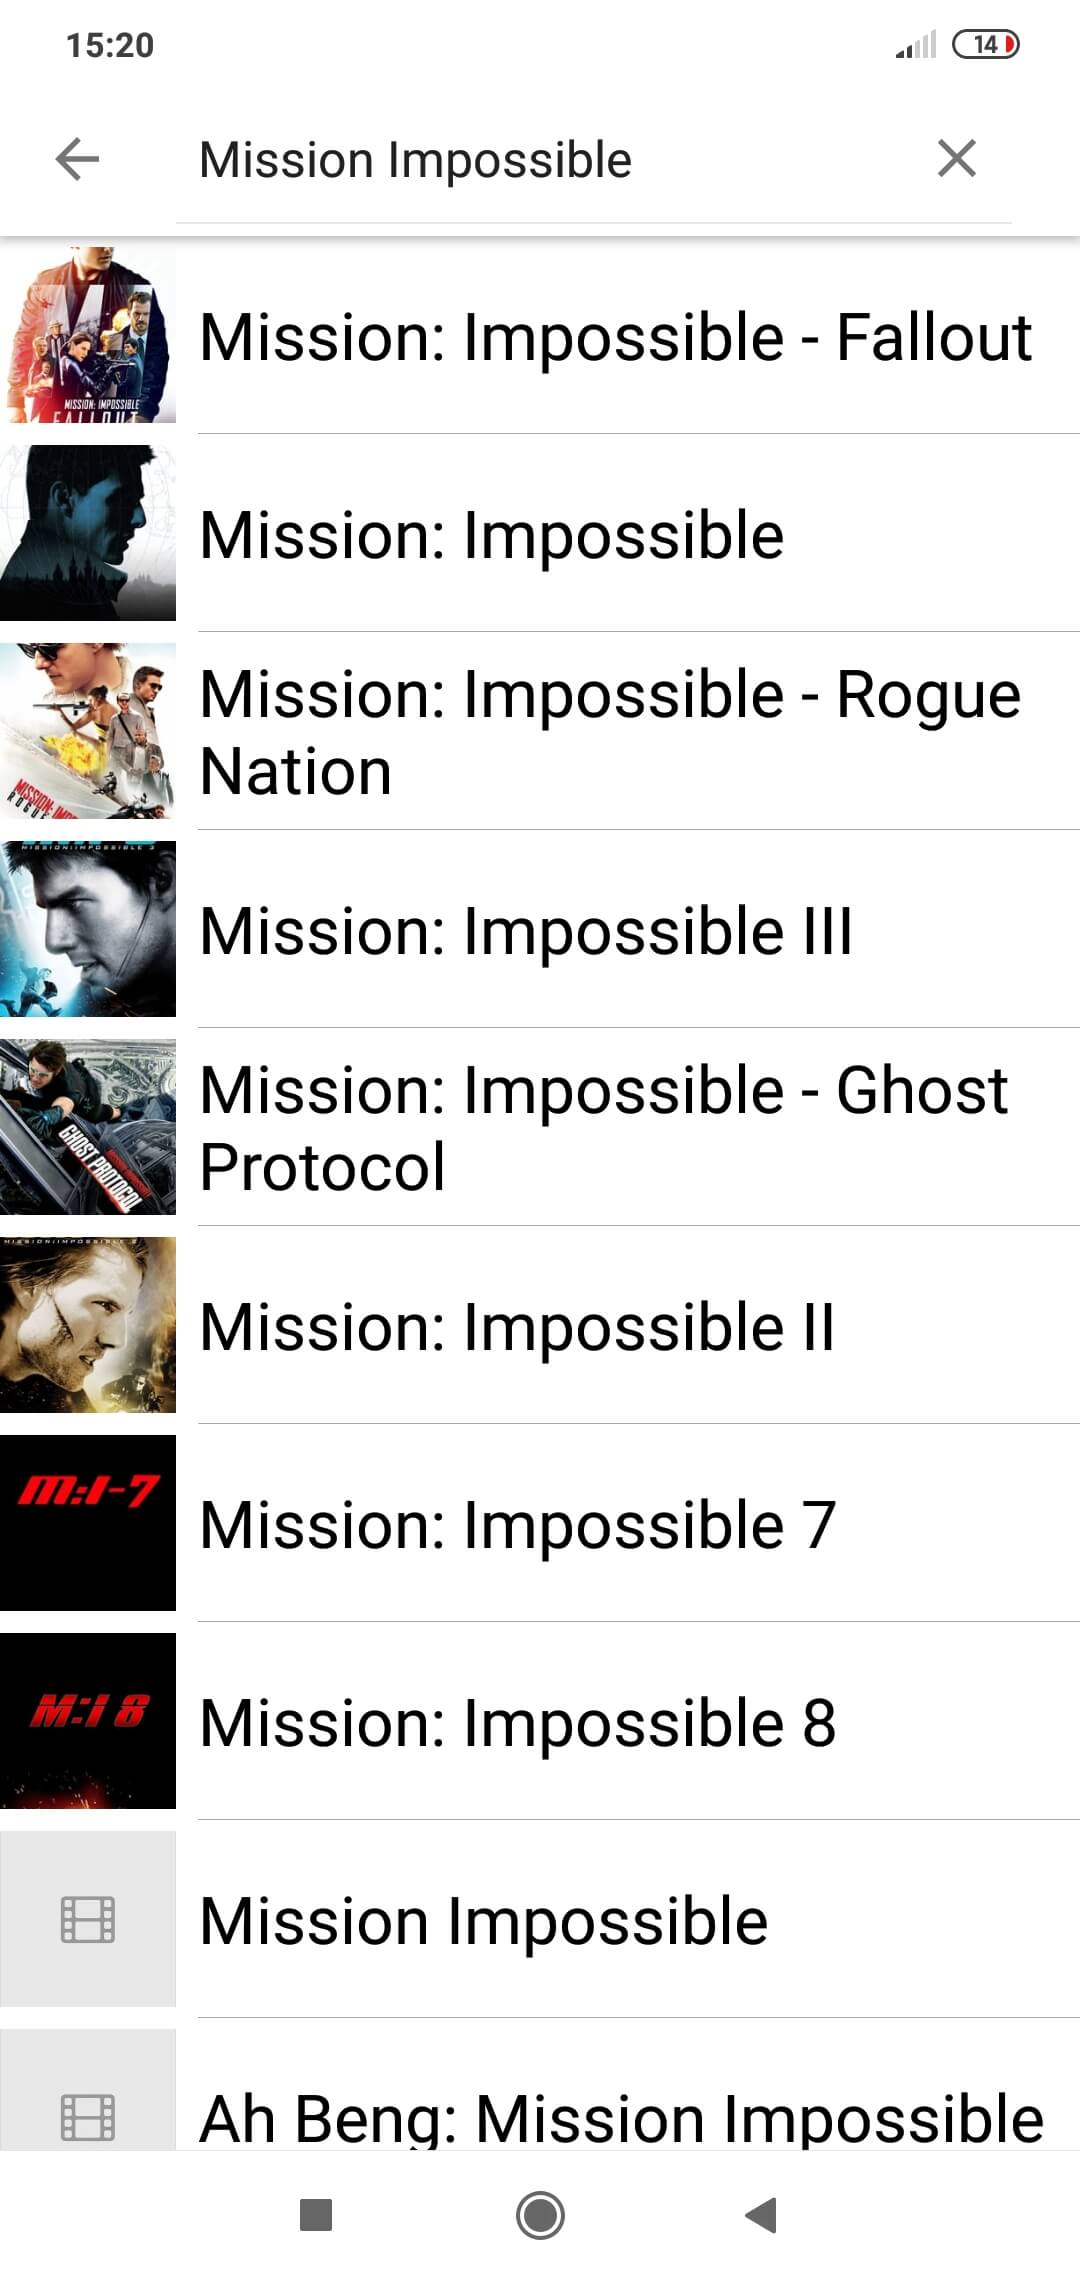 15:20
14
Mission Impossible
Mission: Impossible - Fallout
MISSION: IMPOSSIBLE
FALLOUT
Mission: Impossible
Mission: Impossible - Rogue
Nation
MISSION: IMP
ROGUE
MISSION:IMPOSSIBLE 3
Mission: Impossible III
Mission: Impossible - Ghost
Protocol
GHOST PROTOCOL
MISSION:IMPOSSIBLE 2
Mission: Impossible II
M:I-7
Mission: Impossible 7
M:I 8
Mission: Impossible 8
Mission Impossible
Ah Beng: Mission Impossible